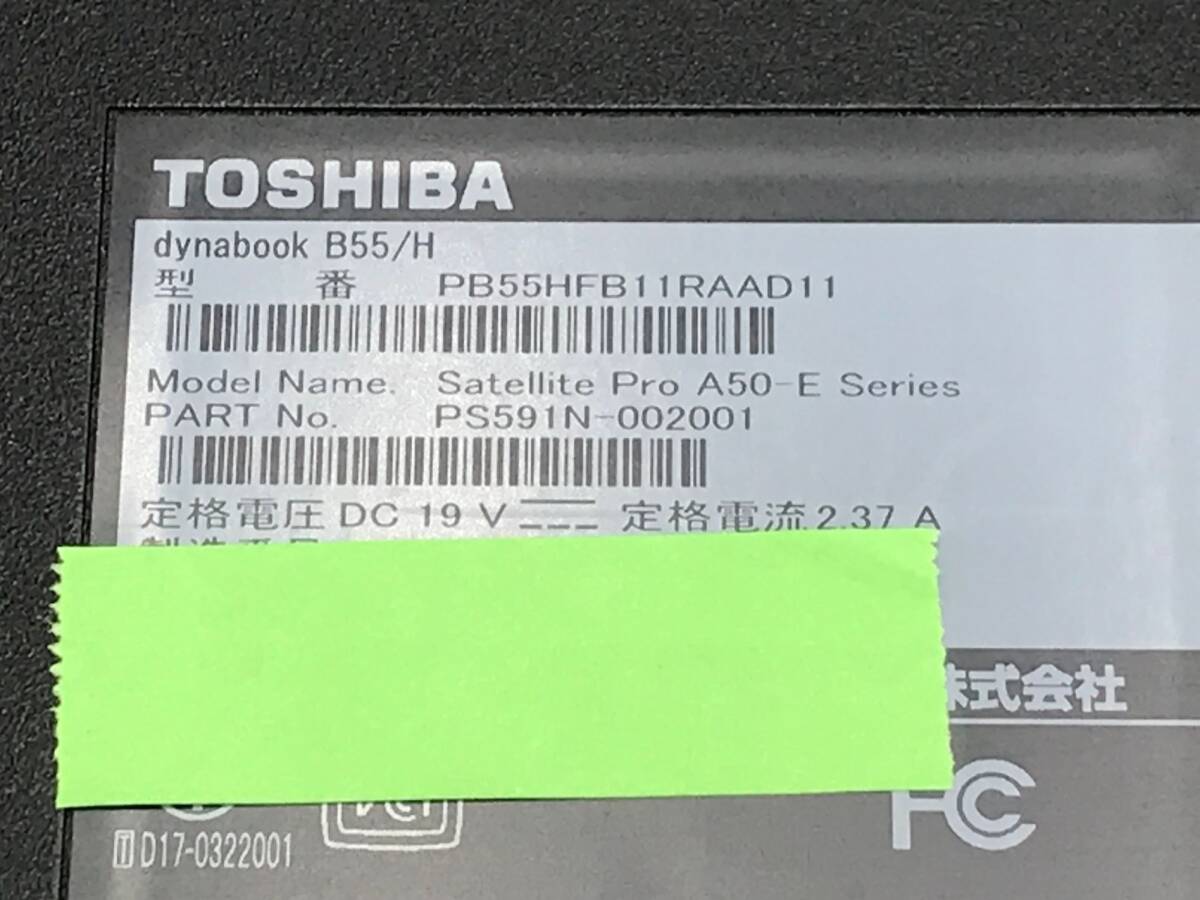 TOSHIBA
dynabook B55/H
型 番 PB55HFB11RAAD11
Model Name. Satellite Pro A50-E Series
PART No. PS591N-002001
定格電圧 DC 19 V 定格電流 2.37 A
株式会社
FC
D17-0322001